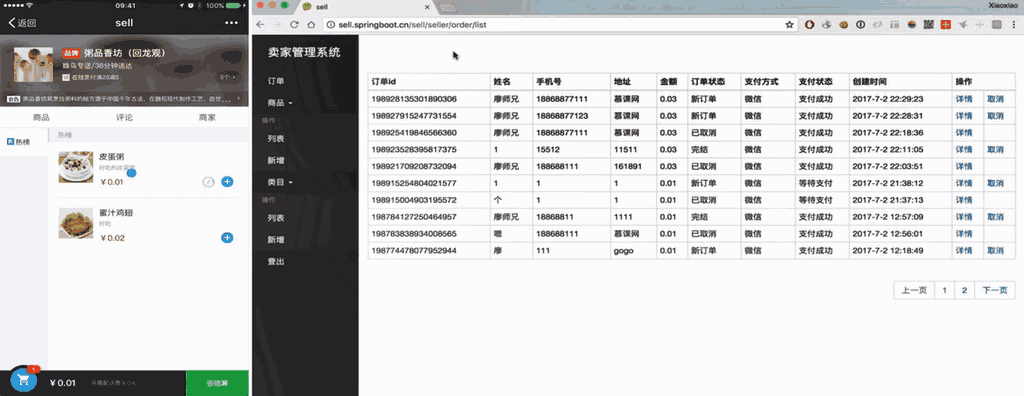 09:41
100%
返回
sell
品牌 粥品香坊（回龙观）
蜂鸟专送/38分钟送达
在线支付满28减5
5个
公告 粥品香坊其烹饪粥料的秘方源于中国千年古法，在融和现代制作工艺，由世...
商品 评论 商家
热榜
热榜
皮蛋粥
好吃的皮蛋粥
￥0.01
蜜汁鸡翅
好吃
￥0.02
1
￥0.01
去结算
sell
Xiaoxiao
sell.springboot.cn/sell/seller/order/list
卖家管理系统
订单
商品
操作
列表
新增
类目
操作
列表
新增
登出
订单id 姓名 手机号 地址 金额 订单状态 支付方式 支付状态 创建时间 操作
198928135301890306 廖师兄 18868877111 慕课网 0.03 新订单 微信 支付成功 2017-7-2 22:29:23 详情 取消
198927915247731554 廖师兄 18868877123 慕课网 0.03 新订单 微信 支付成功 2017-7-2 22:28:31 详情 取消
198925419846566360 廖师兄 18868877111 慕课网 0.03 已取消 微信 支付成功 2017-7-2 22:18:36 详情
198923528395817375 1 15512 11511 0.03 完结 微信 支付成功 2017-7-2 22:11:05 详情 取消
198921709208732094 廖师兄 188688111 161891 0.01 已取消 微信 支付成功 2017-7-2 22:03:51 详情
198915254804021577 1 1 1 0.01 新订单 微信 等待支付 2017-7-2 21:38:12 详情 取消
198915004903195572 个 1 1 0.01 已取消 微信 等待支付 2017-7-2 21:37:13 详情
198784127250464957 廖师兄 18868811 1111 0.01 完结 微信 支付成功 2017-7-2 12:57:09 详情 取消
198783838934008565 嗯 188688111 慕课网 0.01 已取消 微信 支付成功 2017-7-2 12:56:01 详情
198774478077952944 廖 111 gogo 0.01 新订单 微信 支付成功 2017-7-2 12:18:49 详情 取消
上一页 1 2 下一页